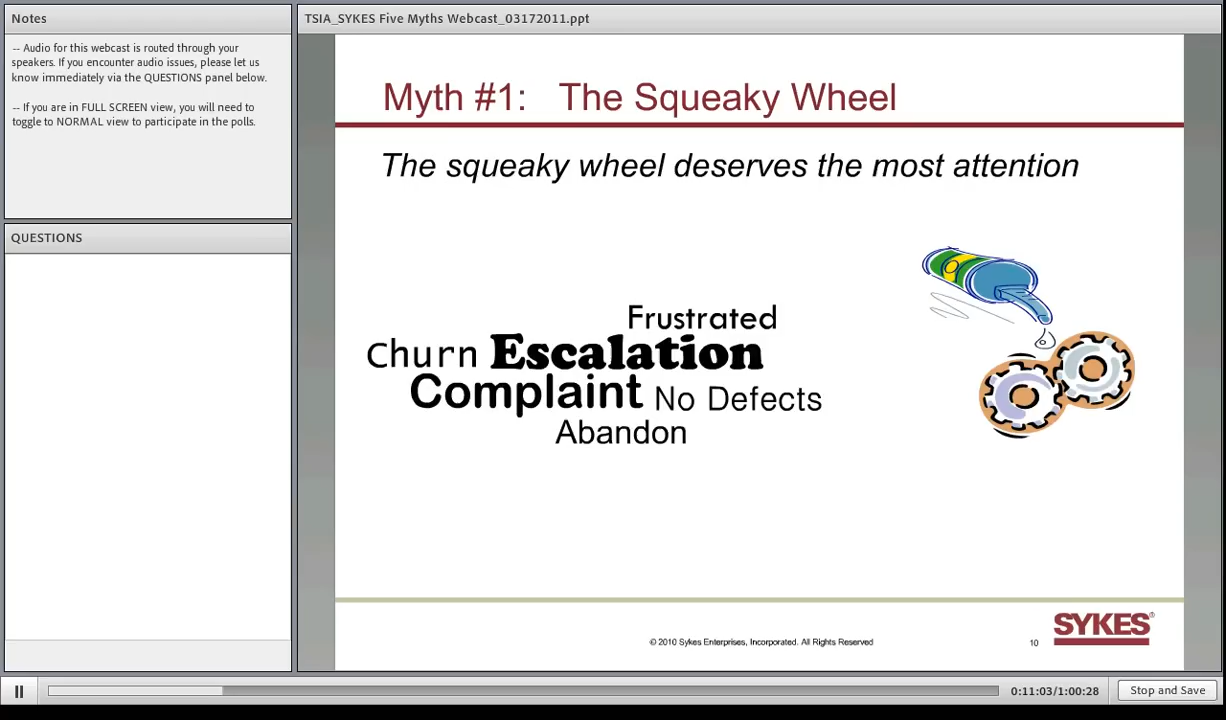 Notes
-- Audio for this webcast is routed through your
speakers. If you encounter audio issues, please let us
know immediately via the QUESTIONS panel below.
-- If you are in FULL SCREEN view, you will need to
toggle to NORMAL view to participate in the polls.
QUESTIONS
TSIA_SYKES Five Myths Webcast_03172011.ppt
Myth #1: The Squeaky Wheel
The squeaky wheel deserves the most attention
Frustrated
Churn Escalation
Complaint No Defects
Abandon
© 2010 Sykes Enterprises, Incorporated. All Rights Reserved
10
SYKES®
0:11:03/1:00:28
Stop and Save